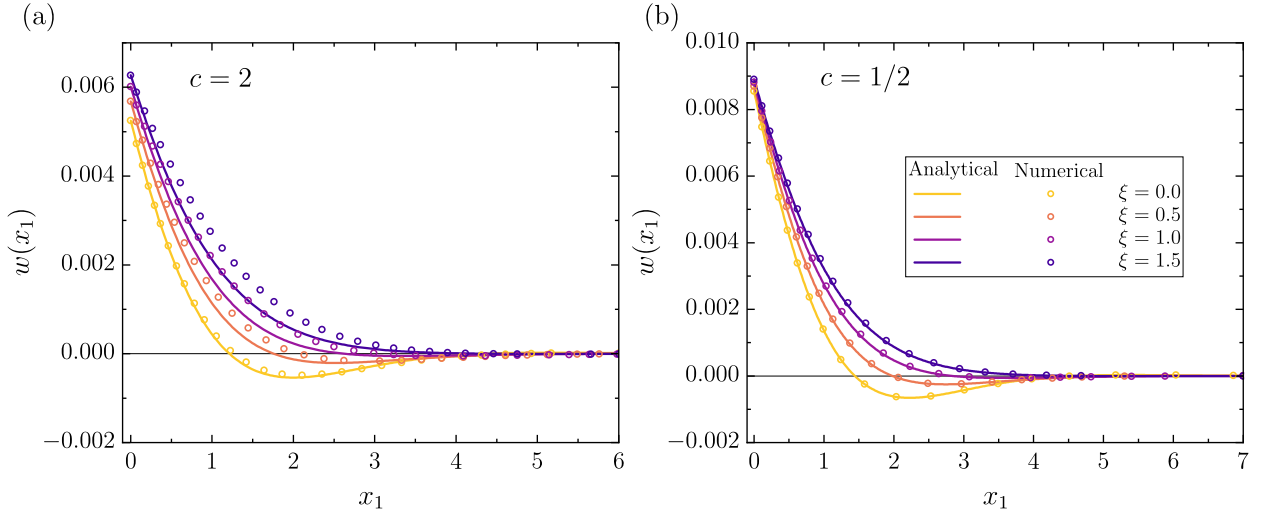 (a)
c = 2
0.006
0.004
0.002
0.000
−0.002
w(x₁)
0 1 2 3 4 5 6
x₁
(b)
c = 1/2
0.010
0.008
0.006
0.004
0.002
0.000
−0.002
w(x₁)
0 1 2 3 4 5 6 7
x₁
Analytical Numerical
ξ = 0.0
ξ = 0.5
ξ = 1.0
ξ = 1.5